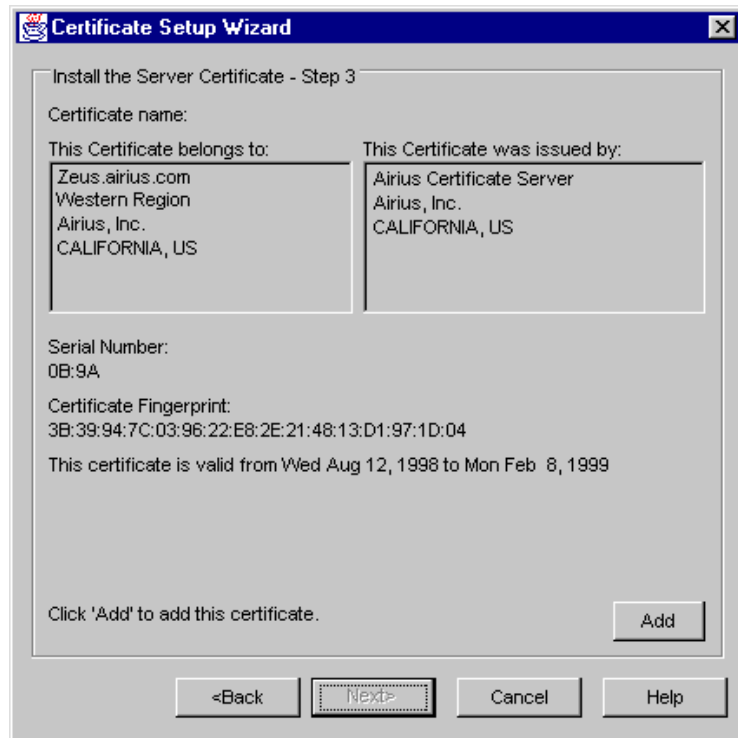 Certificate Setup Wizard
Install the Server Certificate - Step 3
Certificate name:
This Certificate belongs to:
Zeus.airius.com
Western Region
Airius, Inc.
CALIFORNIA, US
This Certificate was issued by:
Airius Certificate Server
Airius, Inc.
CALIFORNIA, US
Serial Number:
0B:9A
Certificate Fingerprint:
3B:39:94:7C:03:96:22:E8:2E:21:48:13:D1:97:1D:04
This certificate is valid from Wed Aug 12, 1998 to Mon Feb  8, 1999
Click 'Add' to add this certificate.
Add
<Back
Next>
Cancel
Help